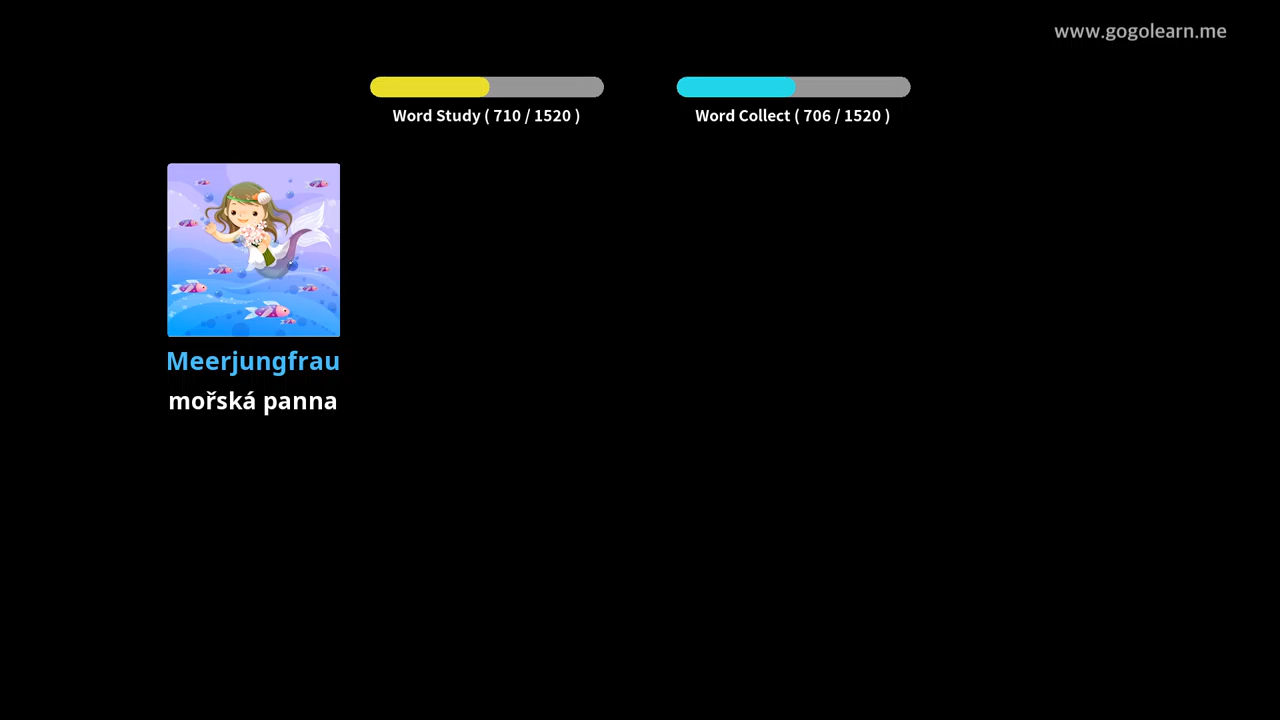 www.gogolearn.me
Word Study ( 710 / 1520 )
Word Collect ( 706 / 1520 )
Meerjungfrau
mořská panna